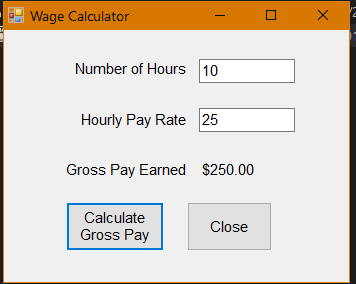 Wage Calculator
Number of Hours 10
Hourly Pay Rate 25
Gross Pay Earned $250.00
Calculate
Gross Pay
Close